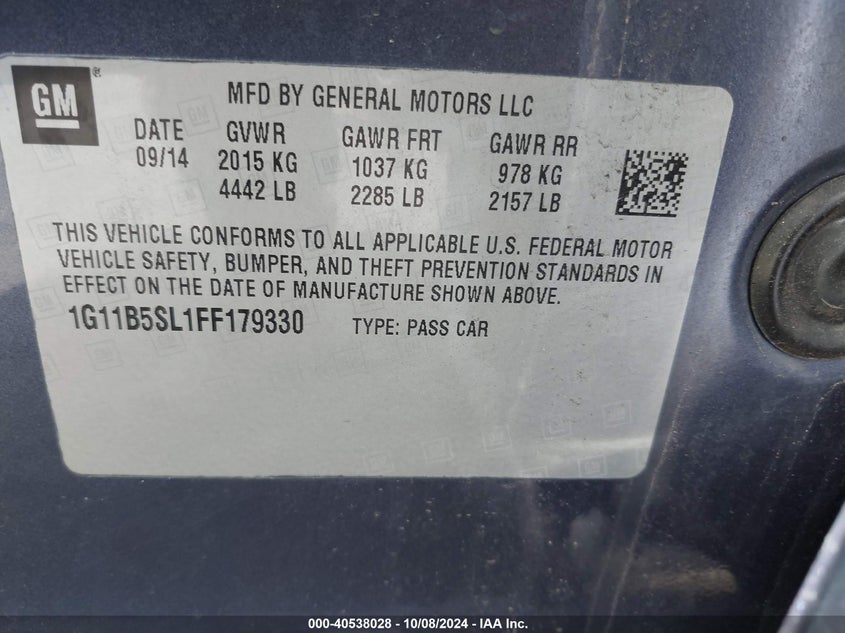 GM®
MFD BY GENERAL MOTORS LLC
DATE GVWR GAWR FRT GAWR RR
09/14 2015 KG 1037 KG 978 KG
4442 LB 2285 LB 2157 LB
THIS VEHICLE CONFORMS TO ALL APPLICABLE U.S. FEDERAL MOTOR
VEHICLE SAFETY, BUMPER, AND THEFT PREVENTION STANDARDS IN
EFFECT ON THE DATE OF MANUFACTURE SHOWN ABOVE.
1G11B5SL1FF179330 TYPE: PASS CAR
000-40538028 - 10/08/2024 - IAA Inc.